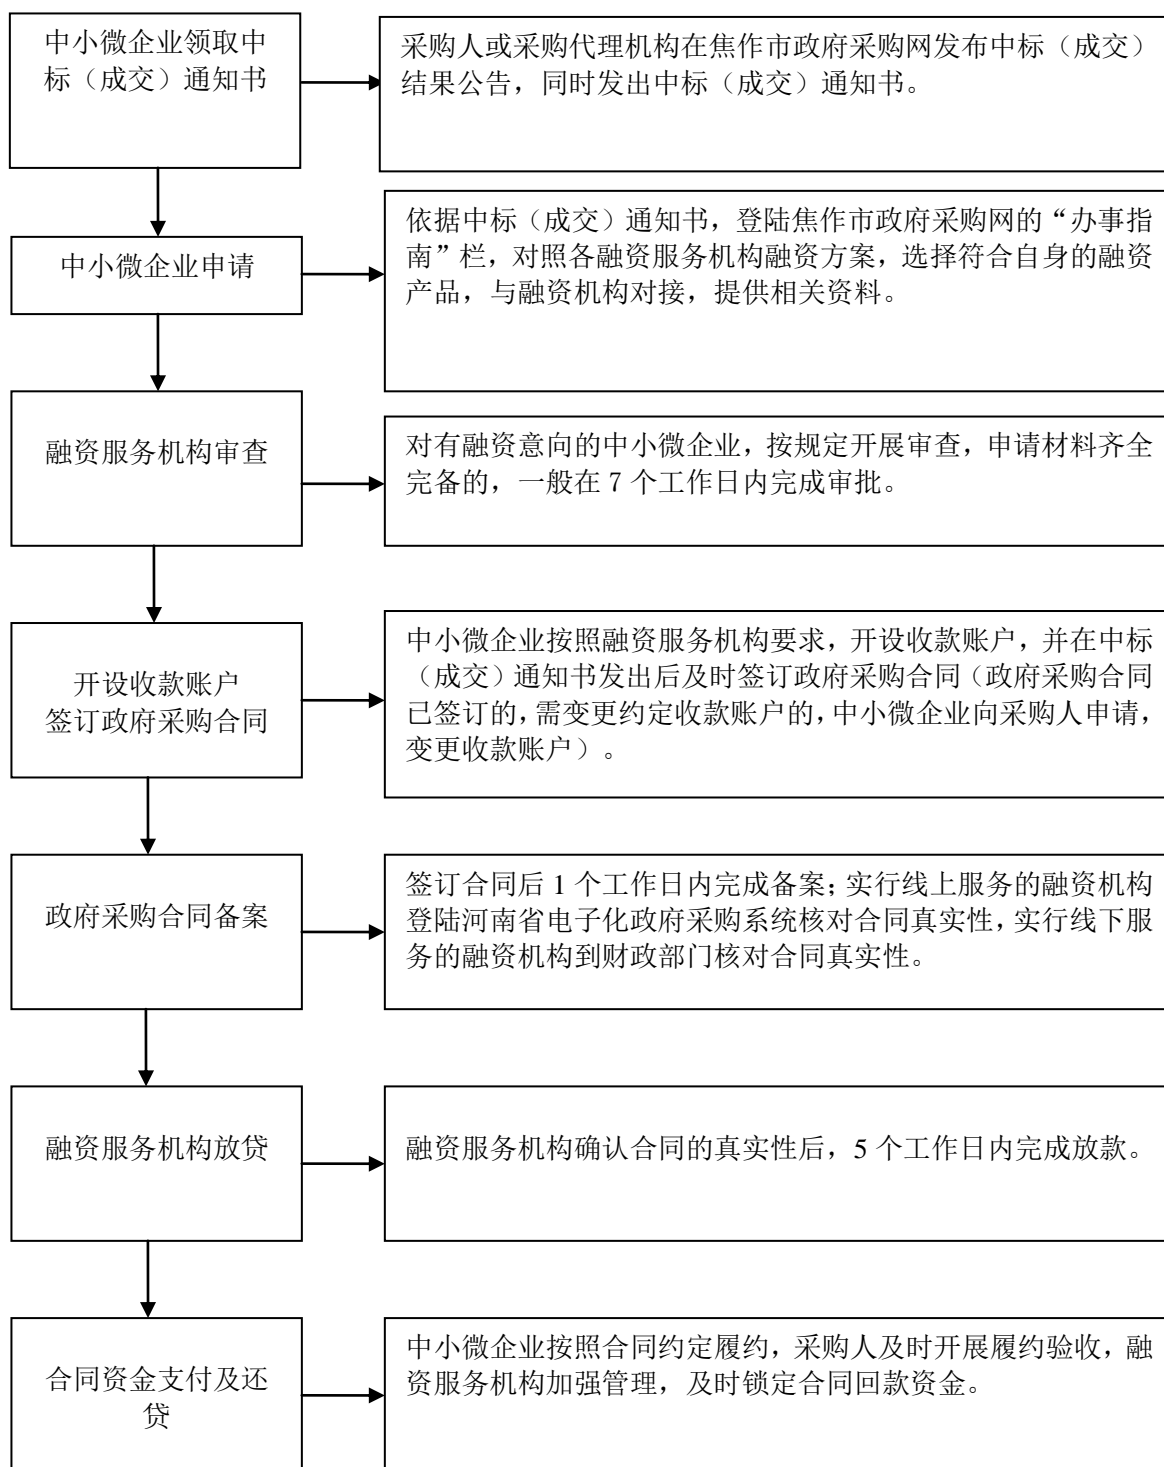 中小微企业领取中
标（成交）通知书
采购人或采购代理机构在焦作市政府采购网发布中标（成交）
结果公告，同时发出中标（成交）通知书。
中小微企业申请
依据中标（成交）通知书，登陆焦作市政府采购网的“办事指
南”栏，对照各融资服务机构融资方案，选择符合自身的融资
产品，与融资机构对接，提供相关资料。
融资服务机构审查
对有融资意向的中小微企业，按规定开展审查，申请材料齐全
完备的，一般在 7 个工作日内完成审批。
开设收款账户
签订政府采购合同
中小微企业按照融资服务机构要求，开设收款账户，并在中标
（成交）通知书发出后及时签订政府采购合同（政府采购合同
已签订的，需变更约定收款账户的，中小微企业向采购人申请，
变更收款账户）。
政府采购合同备案
签订合同后 1 个工作日内完成备案；实行线上服务的融资机构
登陆河南省电子化政府采购系统核对合同真实性，实行线下服
务的融资机构到财政部门核对合同真实性。
融资服务机构放贷
融资服务机构确认合同的真实性后，5 个工作日内完成放款。
合同资金支付及还
贷
中小微企业按照合同约定履约，采购人及时开展履约验收，融
资服务机构加强管理，及时锁定合同回款资金。